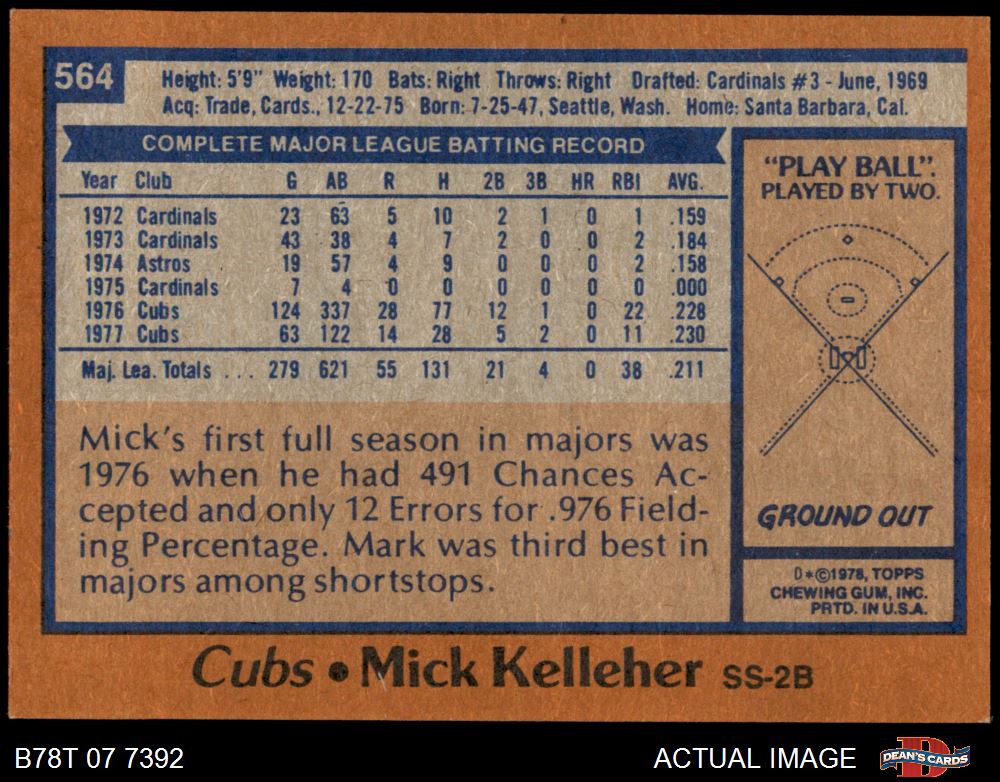 564
Height: 5'9" Weight: 170 Bats: Right Throws: Right Drafted: Cardinals #3 - June, 1969
Acq: Trade, Cards., 12-22-75 Born: 7-25-47, Seattle, Wash. Home: Santa Barbara, Cal.
COMPLETE MAJOR LEAGUE BATTING RECORD
Year Club G AB R H 2B 3B HR RBI AVG.
1972 Cardinals 23 63 5 10 2 1 0 1 .159
1973 Cardinals 43 38 4 7 2 0 0 2 .184
1974 Astros 19 57 4 9 0 0 0 2 .158
1975 Cardinals 7 4 0 0 0 0 0 0 .000
1976 Cubs 124 337 28 77 12 1 0 22 .228
1977 Cubs 63 122 14 28 5 2 0 11 .230
Maj. Lea. Totals . . . 279 621 55 131 21 4 0 38 .211
Mick's first full season in majors was
1976 when he had 491 Chances Ac-
cepted and only 12 Errors for .976 Field-
ing Percentage. Mark was third best in
majors among shortstops.
"PLAY BALL".
PLAYED BY TWO.
GROUND OUT
D*©1978, TOPPS
CHEWING GUM, INC.
PRTD. IN U.S.A.
Cubs • Mick Kelleher SS-2B
B78T 07 7392
ACTUAL IMAGE
DEAN'S CARDS